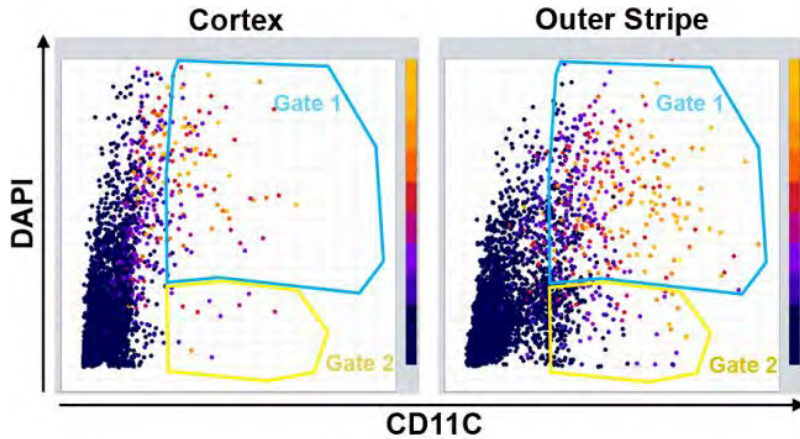 Cortex
Outer Stripe
DAPI
Gate 1
Gate 1
Gate 2
Gate 2
CD11C